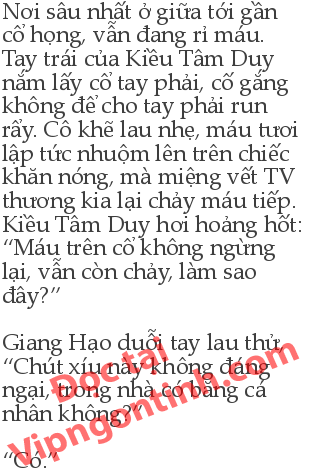 Nơi sâu nhất ở giữa tới gần
cổ họng, vẫn đang rỉ máu.
Tay trái của Kiều Tâm Duy
nắm lấy cổ tay phải, cố gắng
không để cho tay phải run
rẩy. Cô khẽ lau nhẹ, máu tươi
lập tức nhuộm lên trên chiếc
khăn nóng, mà miệng vết TV
thương kia lại chảy máu tiếp.
Kiều Tâm Duy hơi hoảng hốt:
“Máu trên cổ không ngừng
lại, vẫn còn chảy, làm sao
đây?”
Giang Hạo duỗi tay lau thử,
“Chút xíu này không đáng
ngại, trong nhà có băng cá
nhân không?”
“Có.”
Đọc tại
Vipngontinh.com